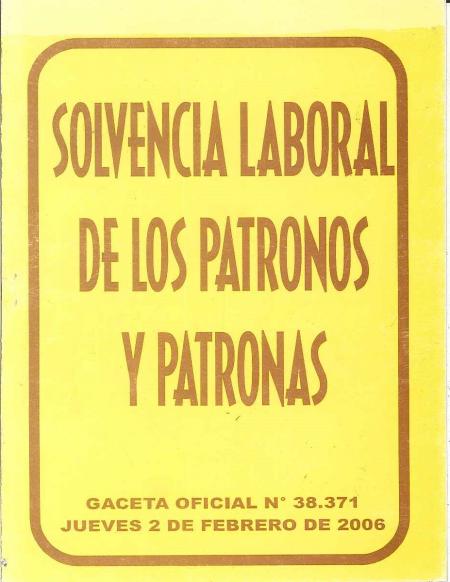 SOLVENCIA LABORAL
DE LOS PATRONOS
Y PATRONAS
GACETA OFICIAL N° 38.371
JUEVES 2 DE FEBRERO DE 2006